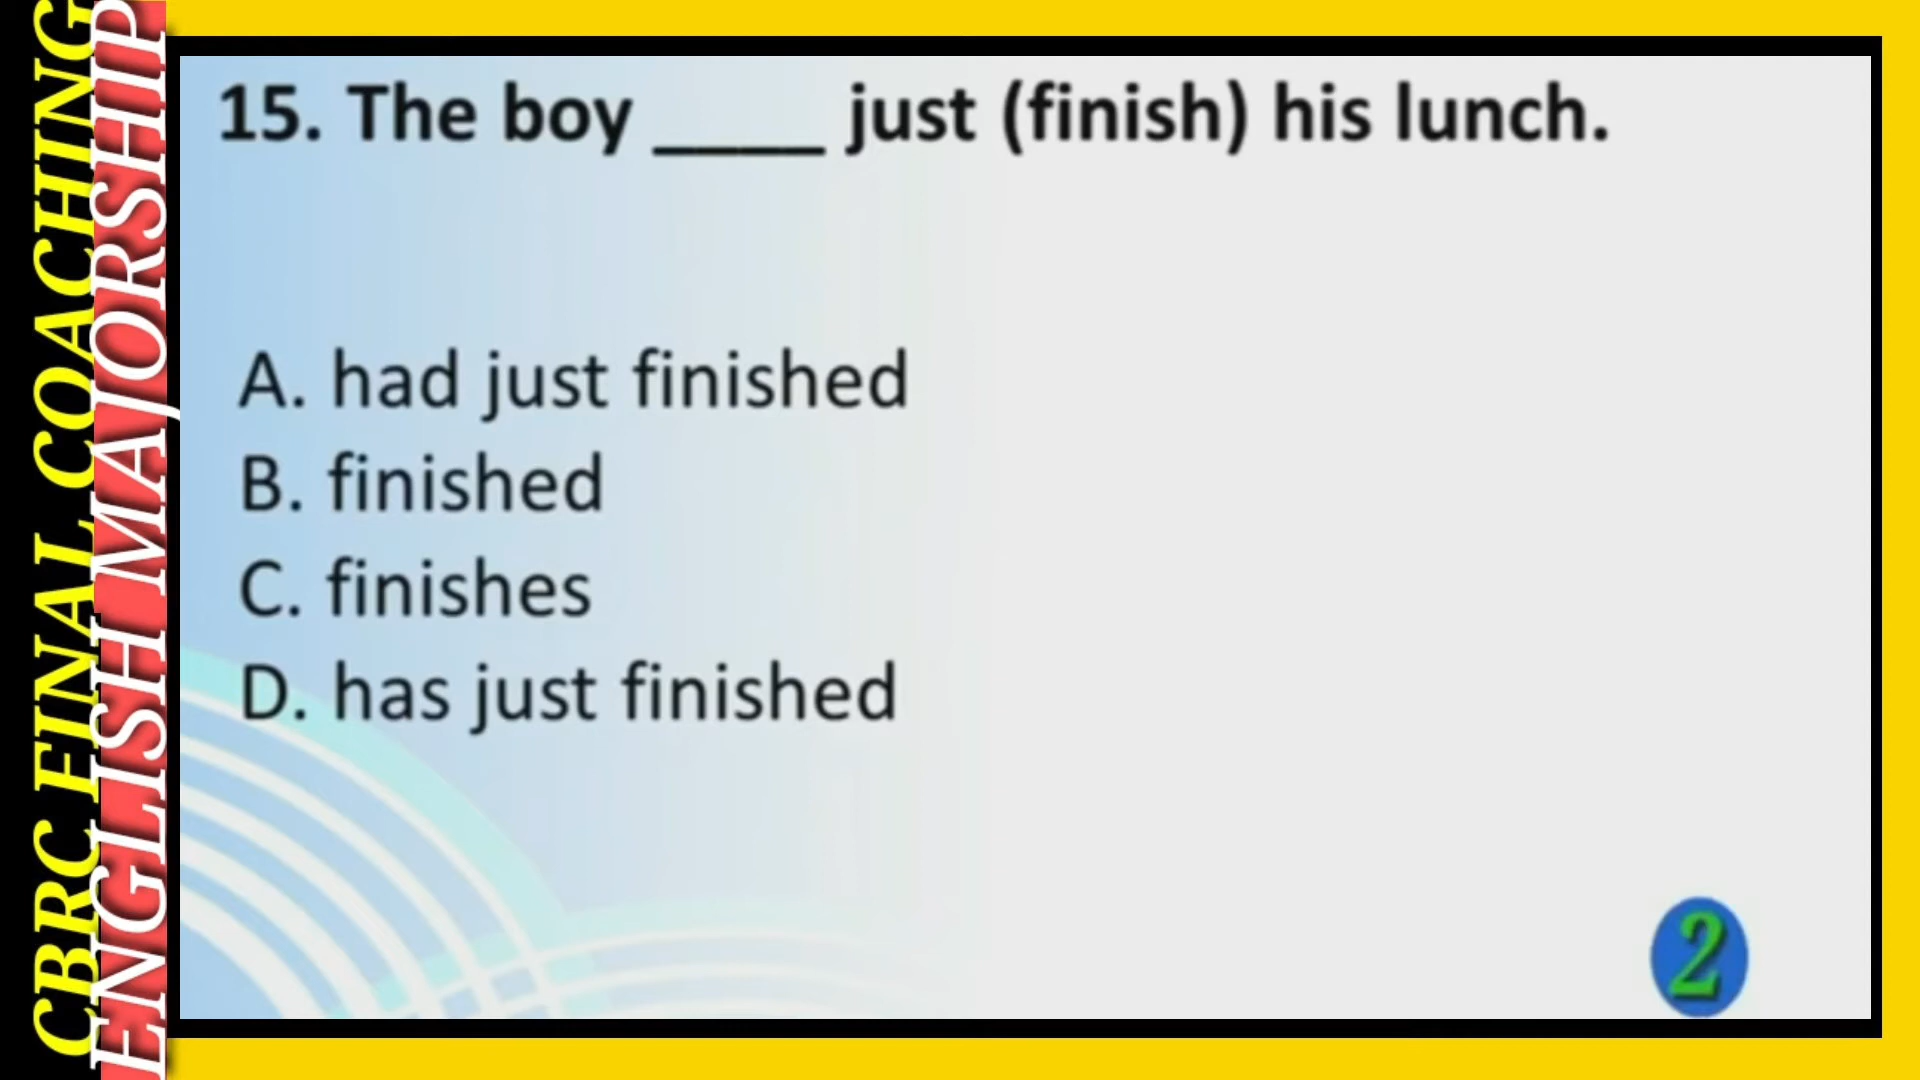 CBRC FINAL COACHING
ENGLISH MAJORSHIP
15. The boy ____ just (finish) his lunch.
A. had just finished
B. finished
C. finishes
D. has just finished
2